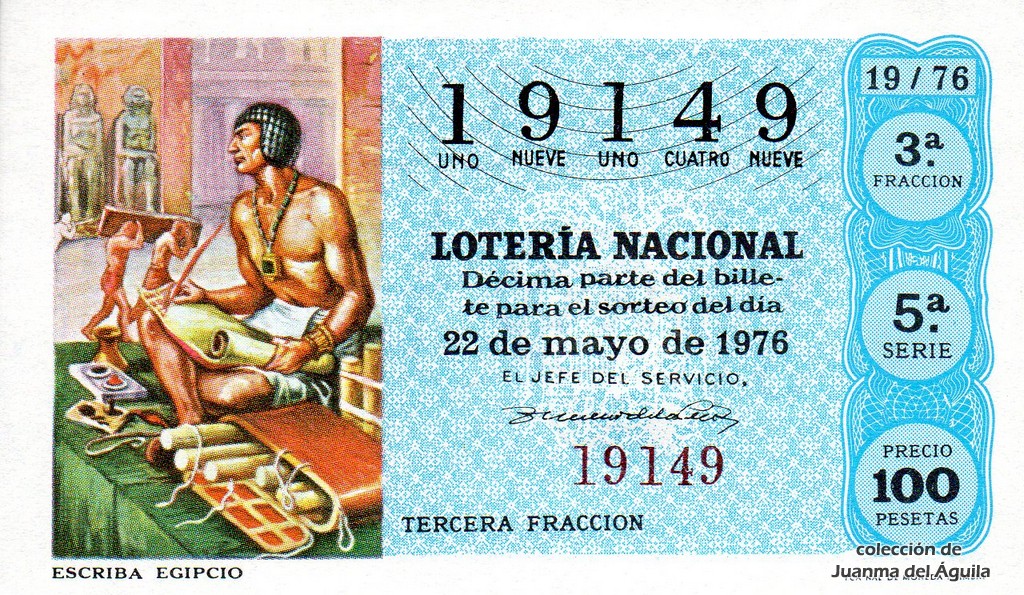 19149
UNO NUEVE UNO CUATRO NUEVE
LOTERÍA NACIONAL
Décima parte del bille-
te para el sorteo del día
22 de mayo de 1976
EL JEFE DEL SERVICIO,
19149
TERCERA FRACCION
ESCRIBA EGIPCIO
19 / 76
3ª.
FRACCION
5ª.
SERIE
PRECIO
100
PESETAS
colección de
Juanma del Águila